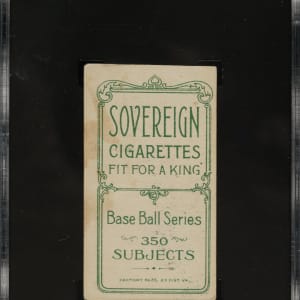 SOVEREIGN
CIGARETTES
FIT FOR A KING
Base Ball Series
350
SUBJECTS